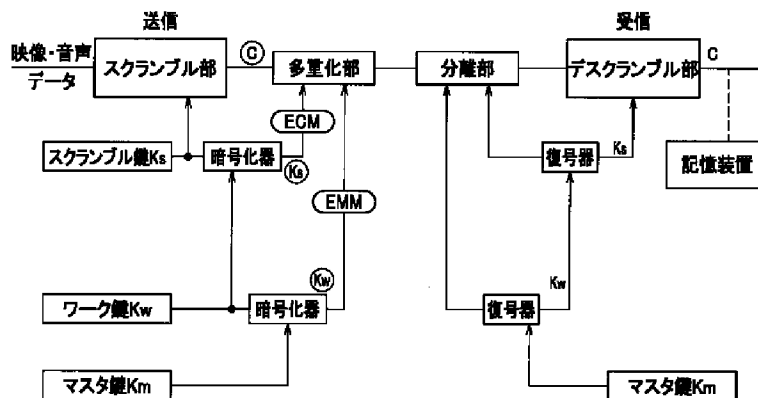 送信
受信
映像・音声
データ
スクランブル部
C
多重化部
分離部
デスクランブル部
C
ECM
スクランブル鍵Ks
暗号化器
Ks
復号器
Ks
記憶装置
EMM
Kw
Kw
ワーク鍵Kw
暗号化器
復号器
マスタ鍵Km
マスタ鍵Km